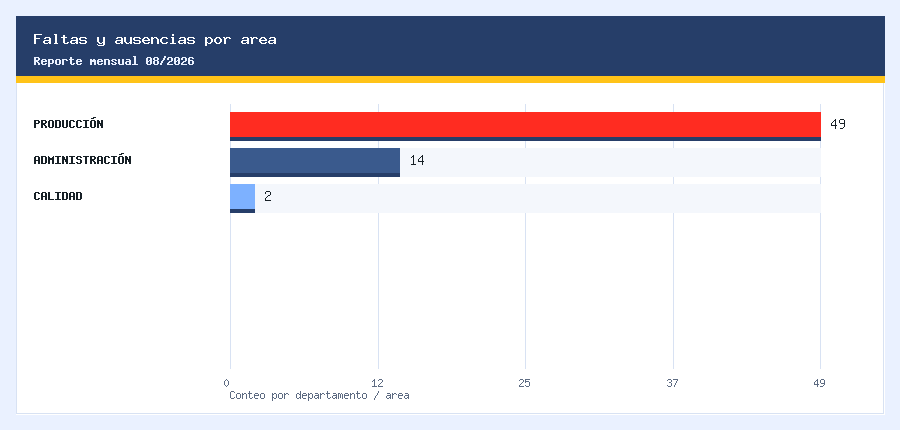 Faltas y ausencias por area
Reporte mensual 08/2026
PRODUCCIÓN 49
ADMINISTRACIÓN 14
CALIDAD 2
0 12 25 37 49
Conteo por departamento / area